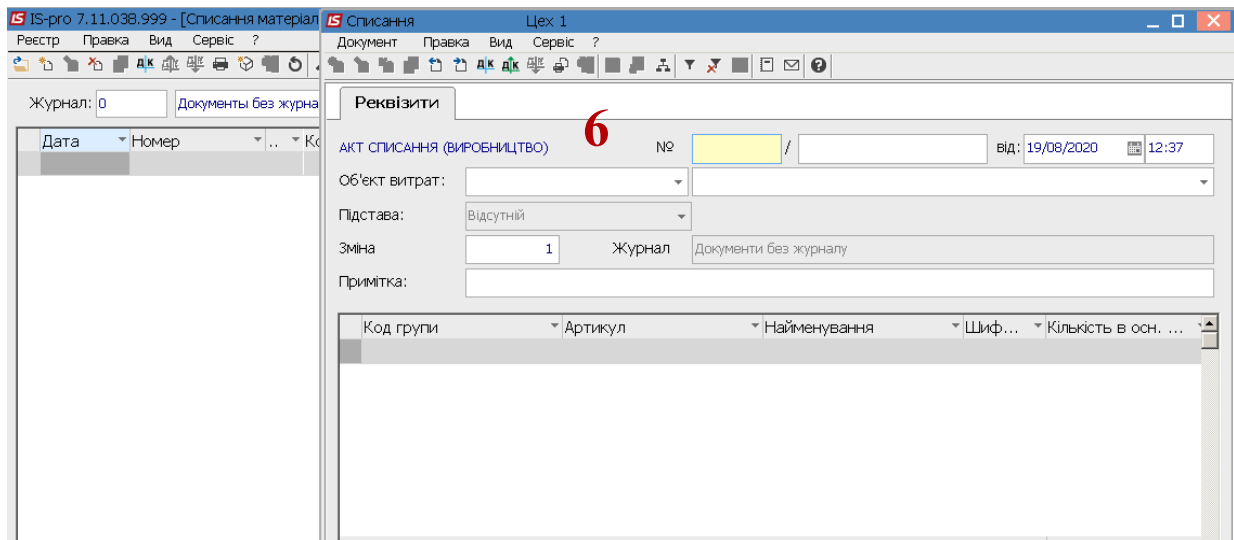 IS-pro 7.11.038.999 - [Списання матеріал
Реєстр Правка Вид Сервіс ?
Журнал: 0 Документы без журна
Дата Номер .. Ко
Списання Цех 1
Документ Правка Вид Сервіс ?
Реквізити
6
АКТ СПИСАННЯ (ВИРОБНИЦТВО) № / від: 19/08/2020 12:37
Об'єкт витрат:
Підстава: Відсутній
Зміна 1 Журнал Документи без журналу
Примітка:
Код групи Артикул Найменування Шиф... Кількість в осн. ...